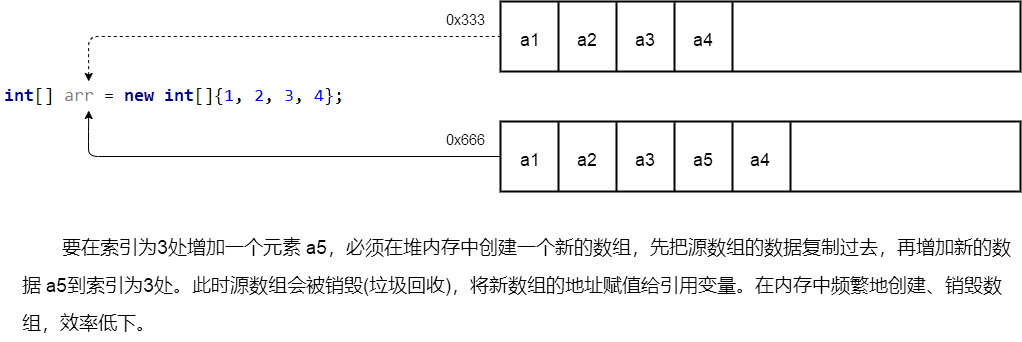 0x333
a1 a2 a3 a4
int[] arr = new int[]{1, 2, 3, 4};
0x666
a1 a2 a3 a5 a4
要在索引为3处增加一个元素 a5，必须在堆内存中创建一个新的数组，先把源数组的数据复制过去，再增加新的数
据 a5到索引为3处。此时源数组会被销毁(垃圾回收)，将新数组的地址赋值给引用变量。在内存中频繁地创建、销毁数
组，效率低下。